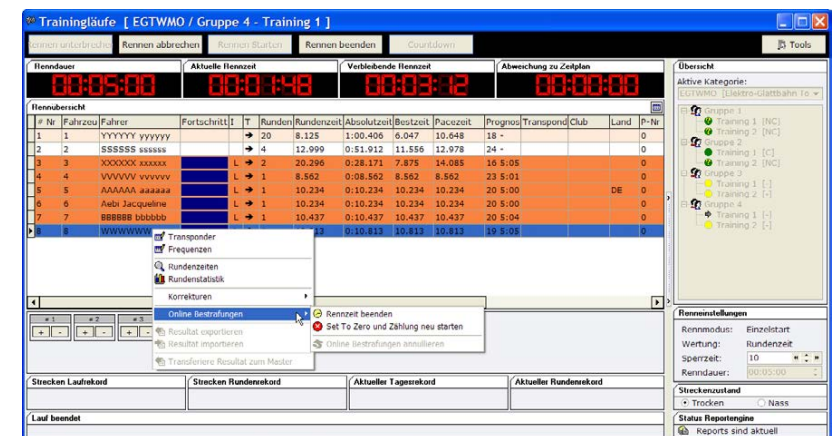 Trainingläufe [ EGTWMO / Gruppe 4 - Training 1 ]
Rennen unterbrechen Rennen abbrechen Rennen Starten Rennen beenden Countdown Tools
Renndauer Aktuelle Rennzeit Verbleibende Rennzeit Abweichung zu Zeitplan Übersicht
00:05:00 00:01:48 00:03:12 00:00:00
Aktive Kategorie:
EGTWMO [Elektro-Glattbahn To
Rennübersicht
# Nr Fahrzeu Fahrer Fortschritt I T Runden Rundenzeit Absolutzeit Bestzeit Pacezeit Prognos Transpond Club Land P-Nr
1 1 YYYYYY yyyyyy 20 8.125 1:00.406 6.047 10.648 18 - 0
2 2 SSSSSS ssssss 4 12.999 0:51.912 11.556 12.978 24 - 0
3 3 XXXXXX xxxxxx L 2 20.296 0:28.171 7.875 14.085 16 5:05 0
4 4 VVVVVV vvvvvv L 1 8.562 0:08.562 8.562 8.562 23 5:01 0
5 5 AAAAAA aaaaaa L 1 10.234 0:10.234 10.234 10.234 20 5:00 DE 0
6 6 Aebi Jacqueline L 1 10.234 0:10.234 10.234 10.234 20 5:00 0
7 7 BBBBBB bbbbbb L 1 10.437 0:10.437 10.437 10.437 20 5:04 0
8 8 WWWWWW 0:10.813 10.813 10.813 19 5:05 0
Gruppe 1
Training 1 [NC]
Training 2 [NC]
Gruppe 2
Training 1 [C]
Training 2 [NC]
Gruppe 3
Training 1 [-]
Training 2 [-]
Gruppe 4
Training 1 [-]
Training 2 [-]
Transponder
Frequenzen
Rundenzeiten
Rundenstatistik
Korrekturen
Online Bestrafungen
Resultat exportieren
Resultat importieren
Transferiere Resultat zum Master
Rennzeit beenden
Set To Zero und Zählung neu starten
Online Bestrafungen annullieren
# 1 # 2 # 3
+ - + - + -
Renneinstellungen
Rennmodus: Einzelstart
Wertung: Rundenzeit
Sperrzeit: 10
Renndauer: 00:05:00
Strecken Laufrekord Strecken Rundenrekord Aktueller Tagesrekord Aktueller Rundenrekord
Streckenzustand
Trocken Nass
Lauf beendet
Status Reportengine
Reports sind aktuell